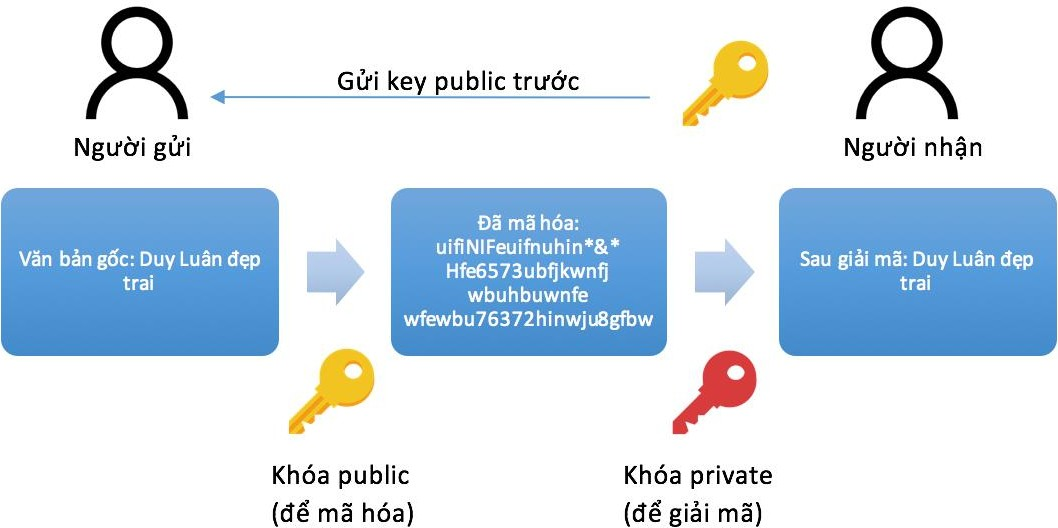 Gửi key public trước
Người gửi
Người nhận
Văn bản gốc: Duy Luân đẹp
trai
Đã mã hóa:
uifiNIFeuifnuhin*&*
Hfe6573ubfjkwnfj
wbuhbuwnfe
wfewbu76372hinwju8gfbw
Sau giải mã: Duy Luân đẹp
trai
Khóa public
(để mã hóa)
Khóa private
(để giải mã)